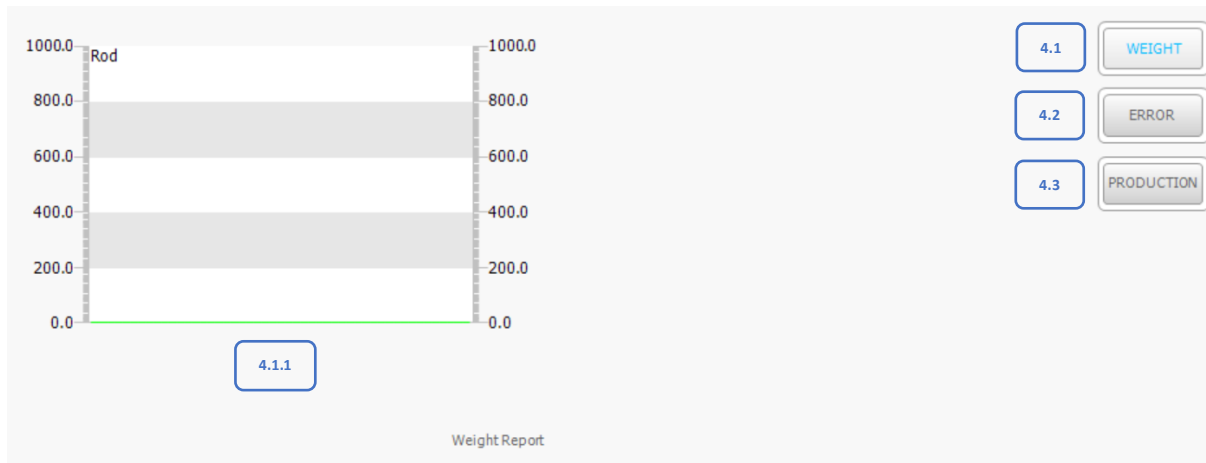 1000.0 Rod 1000.0
800.0 800.0
600.0 600.0
400.0 400.0
200.0 200.0
0.0 0.0
4.1.1
Weight Report
4.1 WEIGHT
4.2 ERROR
4.3 PRODUCTION